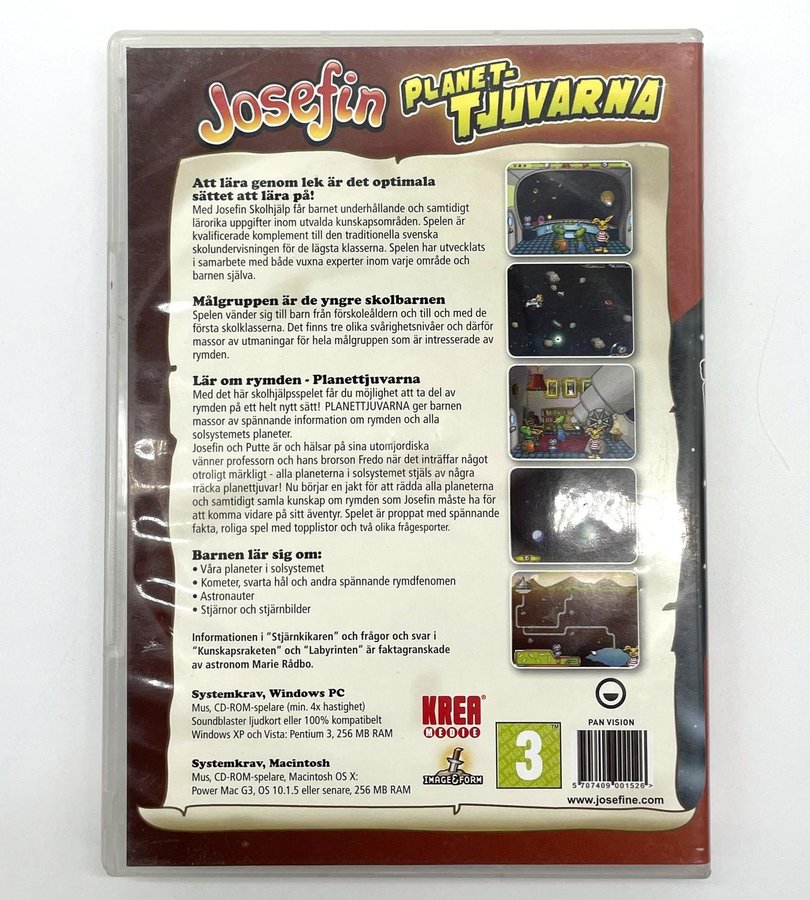 Josefin PLANET-
TJUVARNA
Att lära genom lek är det optimala
sättet att lära på!
Med Josefin Skolhjälp får barnet underhållande och samtidigt
lärorika uppgifter inom utvalda kunskapsområden. Spelen är
kvalificerade komplement till den traditionella svenska
skolundervisningen för de lägsta klasserna. Spelen har utvecklats
i samarbete med både vuxna experter inom varje område och
barnen själva.
Målgruppen är de yngre skolbarnen
Spelen vänder sig till barn från förskoleåldern och till och med de
första skolklasserna. Det finns tre olika svårighetsnivåer och därför
massor av utmaningar för hela målgruppen som är intresserade av
rymden.
Lär om rymden - Planettjuvarna
Med det här skolhjälpsspelet får du möjlighet att ta del av
rymden på ett helt nytt sätt! PLANETTJUVARNA ger barnen
massor av spännande information om rymden och alla
solsystemets planeter.
Josefin och Putte är och hälsar på sina utomjordiska
vänner professorn och hans brorson Fredo när det inträffar något
otroligt märkligt - alla planeterna i solsystemet stjäls av några
fräcka planettjuvar! Nu börjar en jakt för att rädda alla planeterna
och samtidigt samla kunskap om rymden som Josefin måste ha för
att komma vidare på sitt äventyr. Spelet är proppat med spännande
fakta, roliga spel med topplistor och två olika frågesporter.
Barnen lär sig om:
• Våra planeter i solsystemet
• Kometer, svarta hål och andra spännande rymdfenomen
• Astronauter
• Stjärnor och stjärnbilder
Informationen i "Stjärnkikaren" och frågor och svar i
"Kunskapsraketen" och "Labyrinten" är faktagranskade
av astronom Marie Rådbo.
Systemkrav, Windows PC
Mus, CD-ROM-spelare (min. 4x hastighet)
Soundblaster ljudkort eller 100% kompatibelt
Windows XP och Vista: Pentium 3, 256 MB RAM
Systemkrav, Macintosh
Mus, CD-ROM-spelare, Macintosh OS X:
Power Mac G3, OS 10.1.5 eller senare, 256 MB RAM
KREA®
MEDIE
IMAGE&FORM
3™
PAN VISION
5 707409 001526 >
www.josefine.com